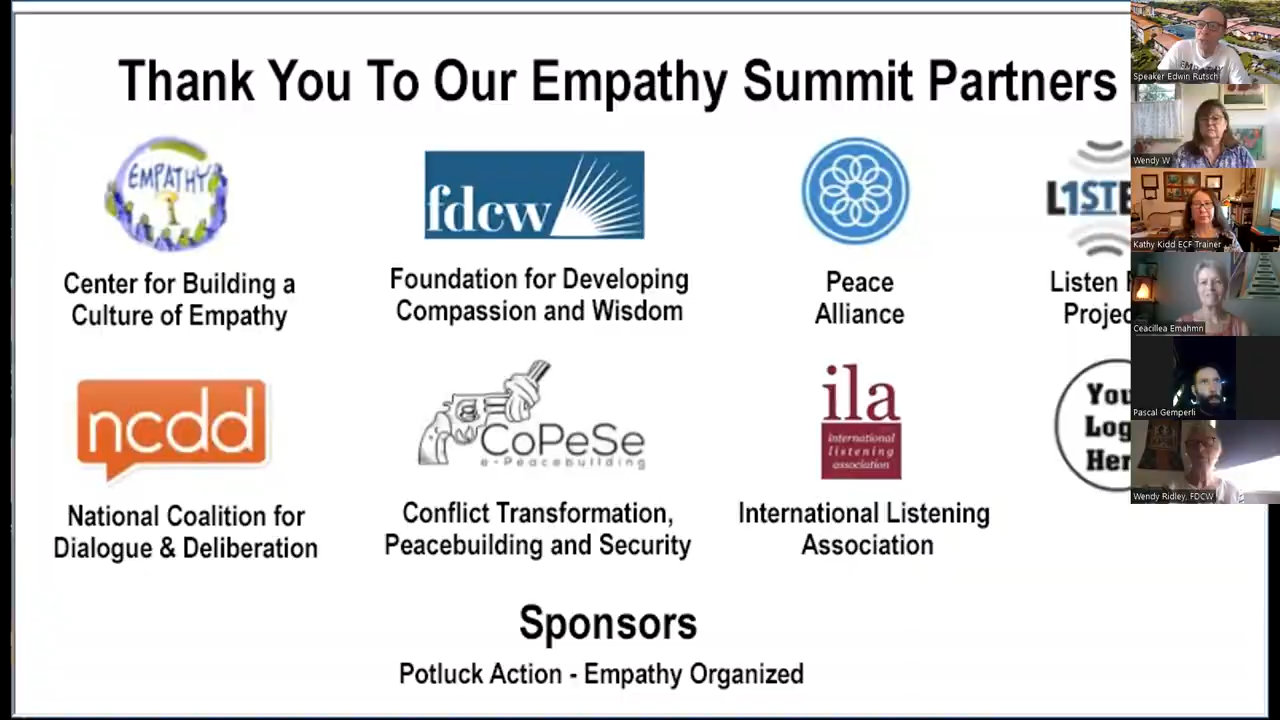 Thank You To Our Empathy Summit Partners
EMPATHY
fdcw
Center for Building a
Culture of Empathy
Foundation for Developing
Compassion and Wisdom
Peace
Alliance
Listen
ncdd
CoPeSe
e-Peacebuilding
ila
international
listening
association
National Coalition for
Dialogue & Deliberation
Conflict Transformation,
Peacebuilding and Security
International Listening
Association
Sponsors
Potluck Action - Empathy Organized
Speaker Edwin Rutsch
Wendy W
Kathy Kidd ECF Trainer
Ceacillea Emahmn
Pascal Gemperli
Wendy Ridley, FDCW